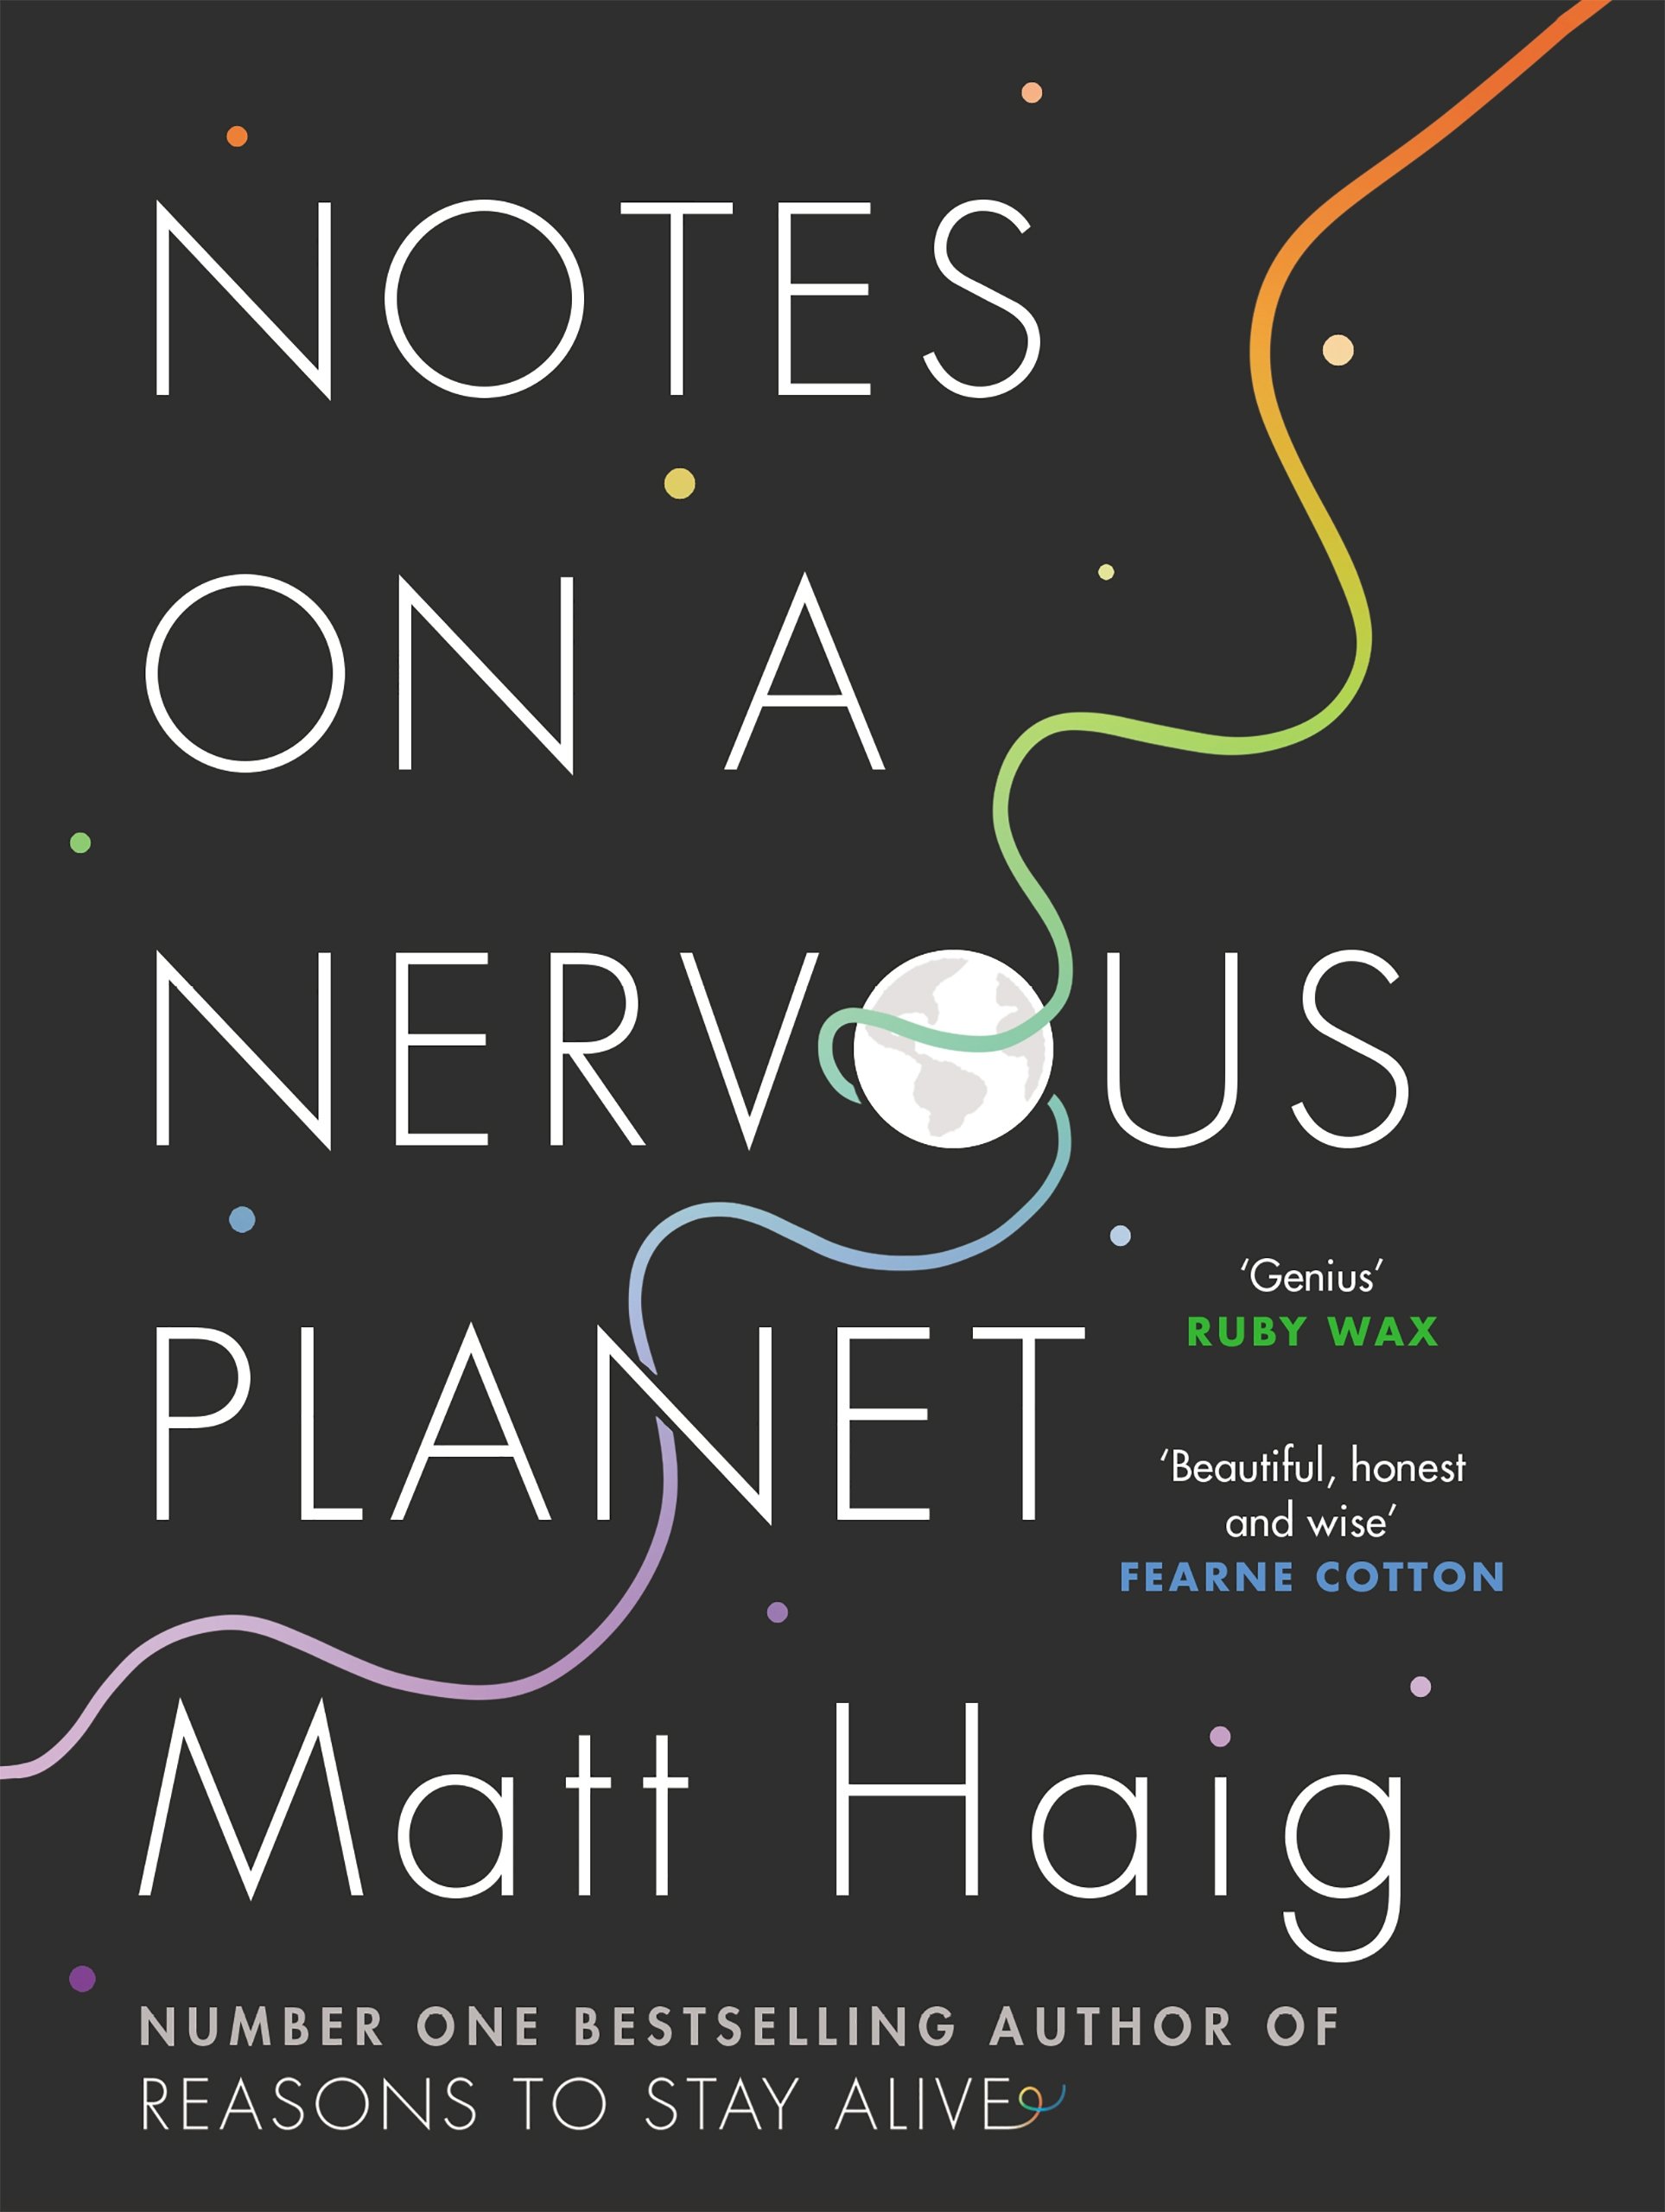 NOTES
ON A
NERVOUS
PLANET
'Genius'
RUBY WAX
'Beautiful, honest
and wise'
FEARNE COTTON
Matt Haig
NUMBER ONE BESTSELLING AUTHOR OF
REASONS TO STAY ALIVE